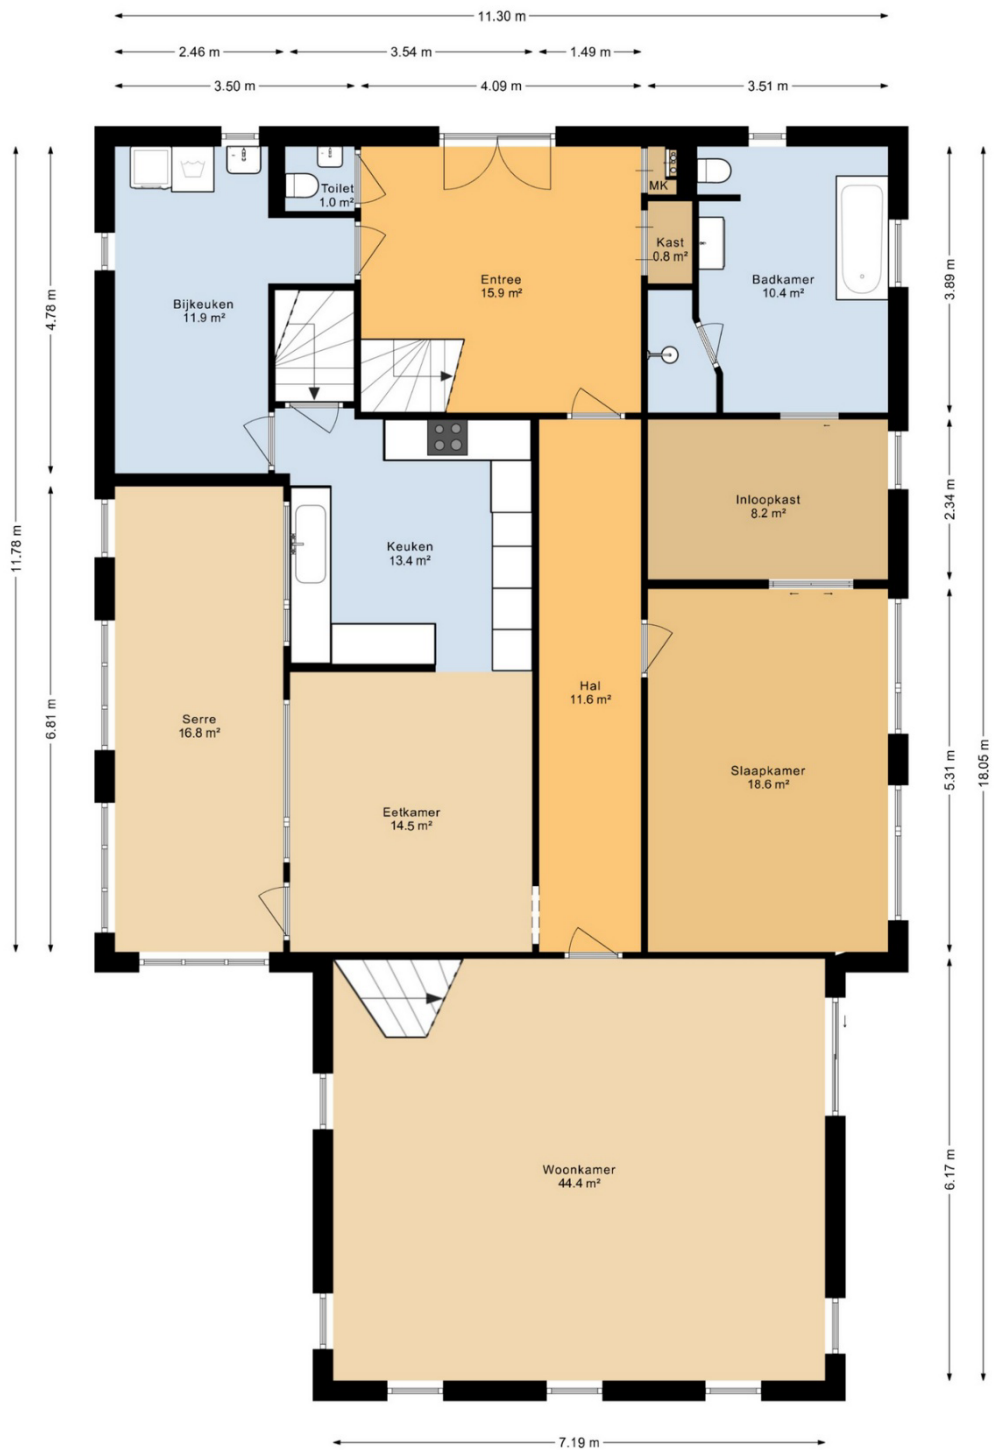 11.30 m
2.46 m
3.54 m
1.49 m
3.50 m
4.09 m
3.51 m
Toilet
1.0 m²
MK
Kast
0.8 m²
Entree
15.9 m²
Badkamer
10.4 m²
Bijkeuken
11.9 m²
4.78 m
3.89 m
Inloopkast
8.2 m²
2.34 m
11.78 m
Keuken
13.4 m²
Hal
11.6 m²
Serre
16.8 m²
6.81 m
Slaapkamer
18.6 m²
5.31 m
18.05 m
Eetkamer
14.5 m²
Woonkamer
44.4 m²
6.17 m
7.19 m